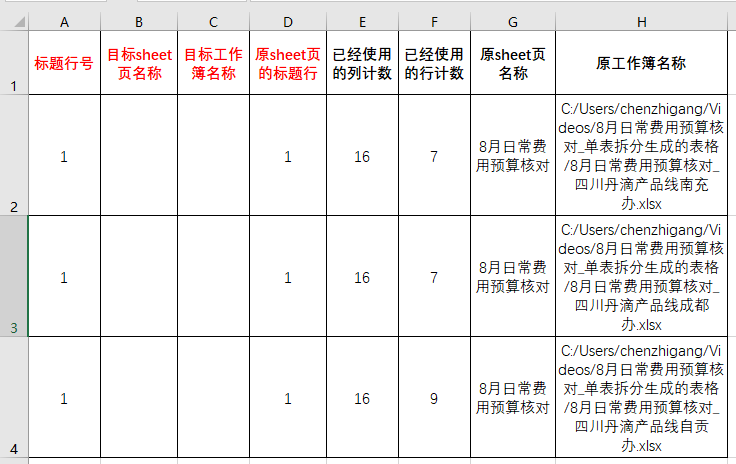 A B C D E F G H
1
标题行号
目标sheet
页名称
目标工作
簿名称
原sheet页
的标题行
已经使用
的列计数
已经使用
的行计数
原sheet页
名称
原工作簿名称
2
1
1
16
7
8月日常费
用预算核对
C:/Users/chenzhigang/Vi
deos/8月日常费用预算核
对_单表拆分生成的表格
/8月日常费用预算核对_
四川丹滴产品线南充
办.xlsx
3
1
1
16
7
8月日常费
用预算核对
C:/Users/chenzhigang/Vi
deos/8月日常费用预算核
对_单表拆分生成的表格
/8月日常费用预算核对_
四川丹滴产品线成都
办.xlsx
4
1
1
16
9
8月日常费
用预算核对
C:/Users/chenzhigang/Vi
deos/8月日常费用预算核
对_单表拆分生成的表格
/8月日常费用预算核对_
四川丹滴产品线自贡
办.xlsx